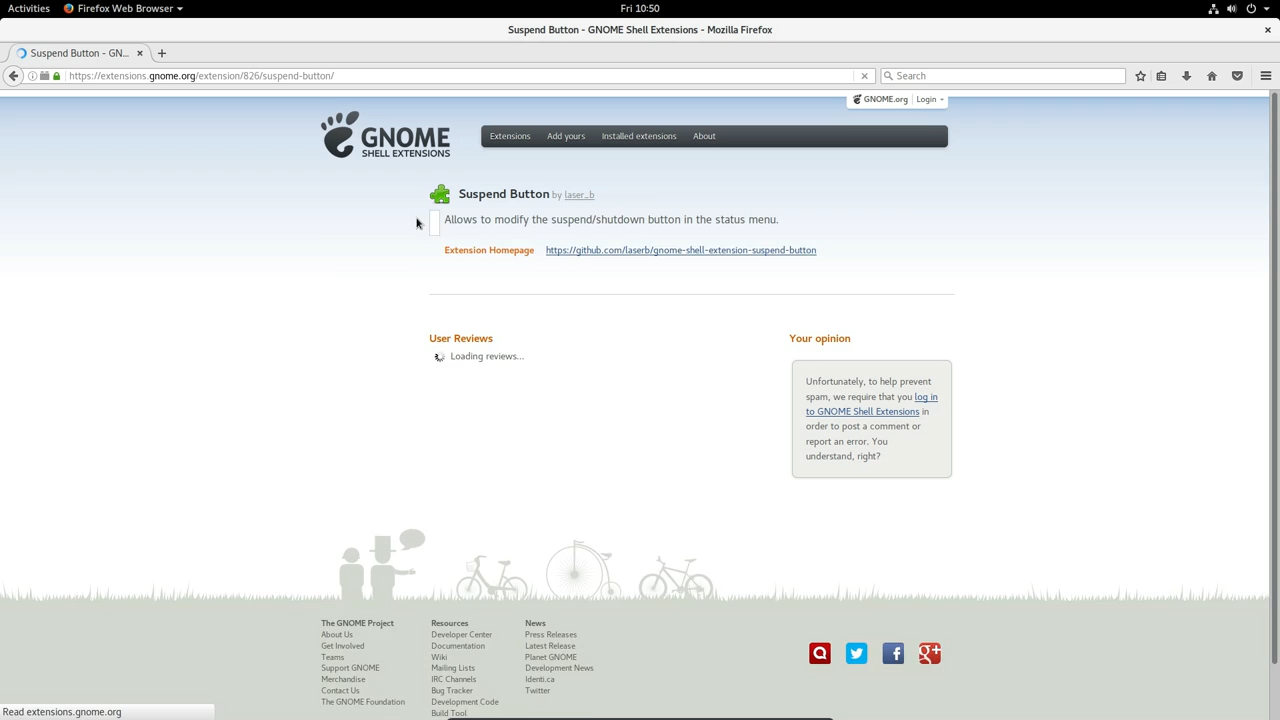 Activities Firefox Web Browser Fri 10:50
Suspend Button - GNOME Shell Extensions - Mozilla Firefox
Suspend Button - GN...
https://extensions.gnome.org/extension/826/suspend-button/ Search
GNOME.org Login
GNOME SHELL EXTENSIONS
Extensions Add yours Installed extensions About
Suspend Button by laser_b
Allows to modify the suspend/shutdown button in the status menu.
Extension Homepage https://github.com/laserb/gnome-shell-extension-suspend-button
User Reviews
Loading reviews...
Your opinion
Unfortunately, to help prevent
spam, we require that you log in
to GNOME Shell Extensions in
order to post a comment or
report an error. You
understand, right?
The GNOME Project
About Us
Get Involved
Teams
Support GNOME
Merchandise
Contact Us
The GNOME Foundation
Resources
Developer Center
Documentation
Wiki
Mailing Lists
IRC Channels
Bug Tracker
Development Code
Build Tool
News
Press Releases
Latest Release
Planet GNOME
Development News
Identi.ca
Twitter
Read extensions.gnome.org